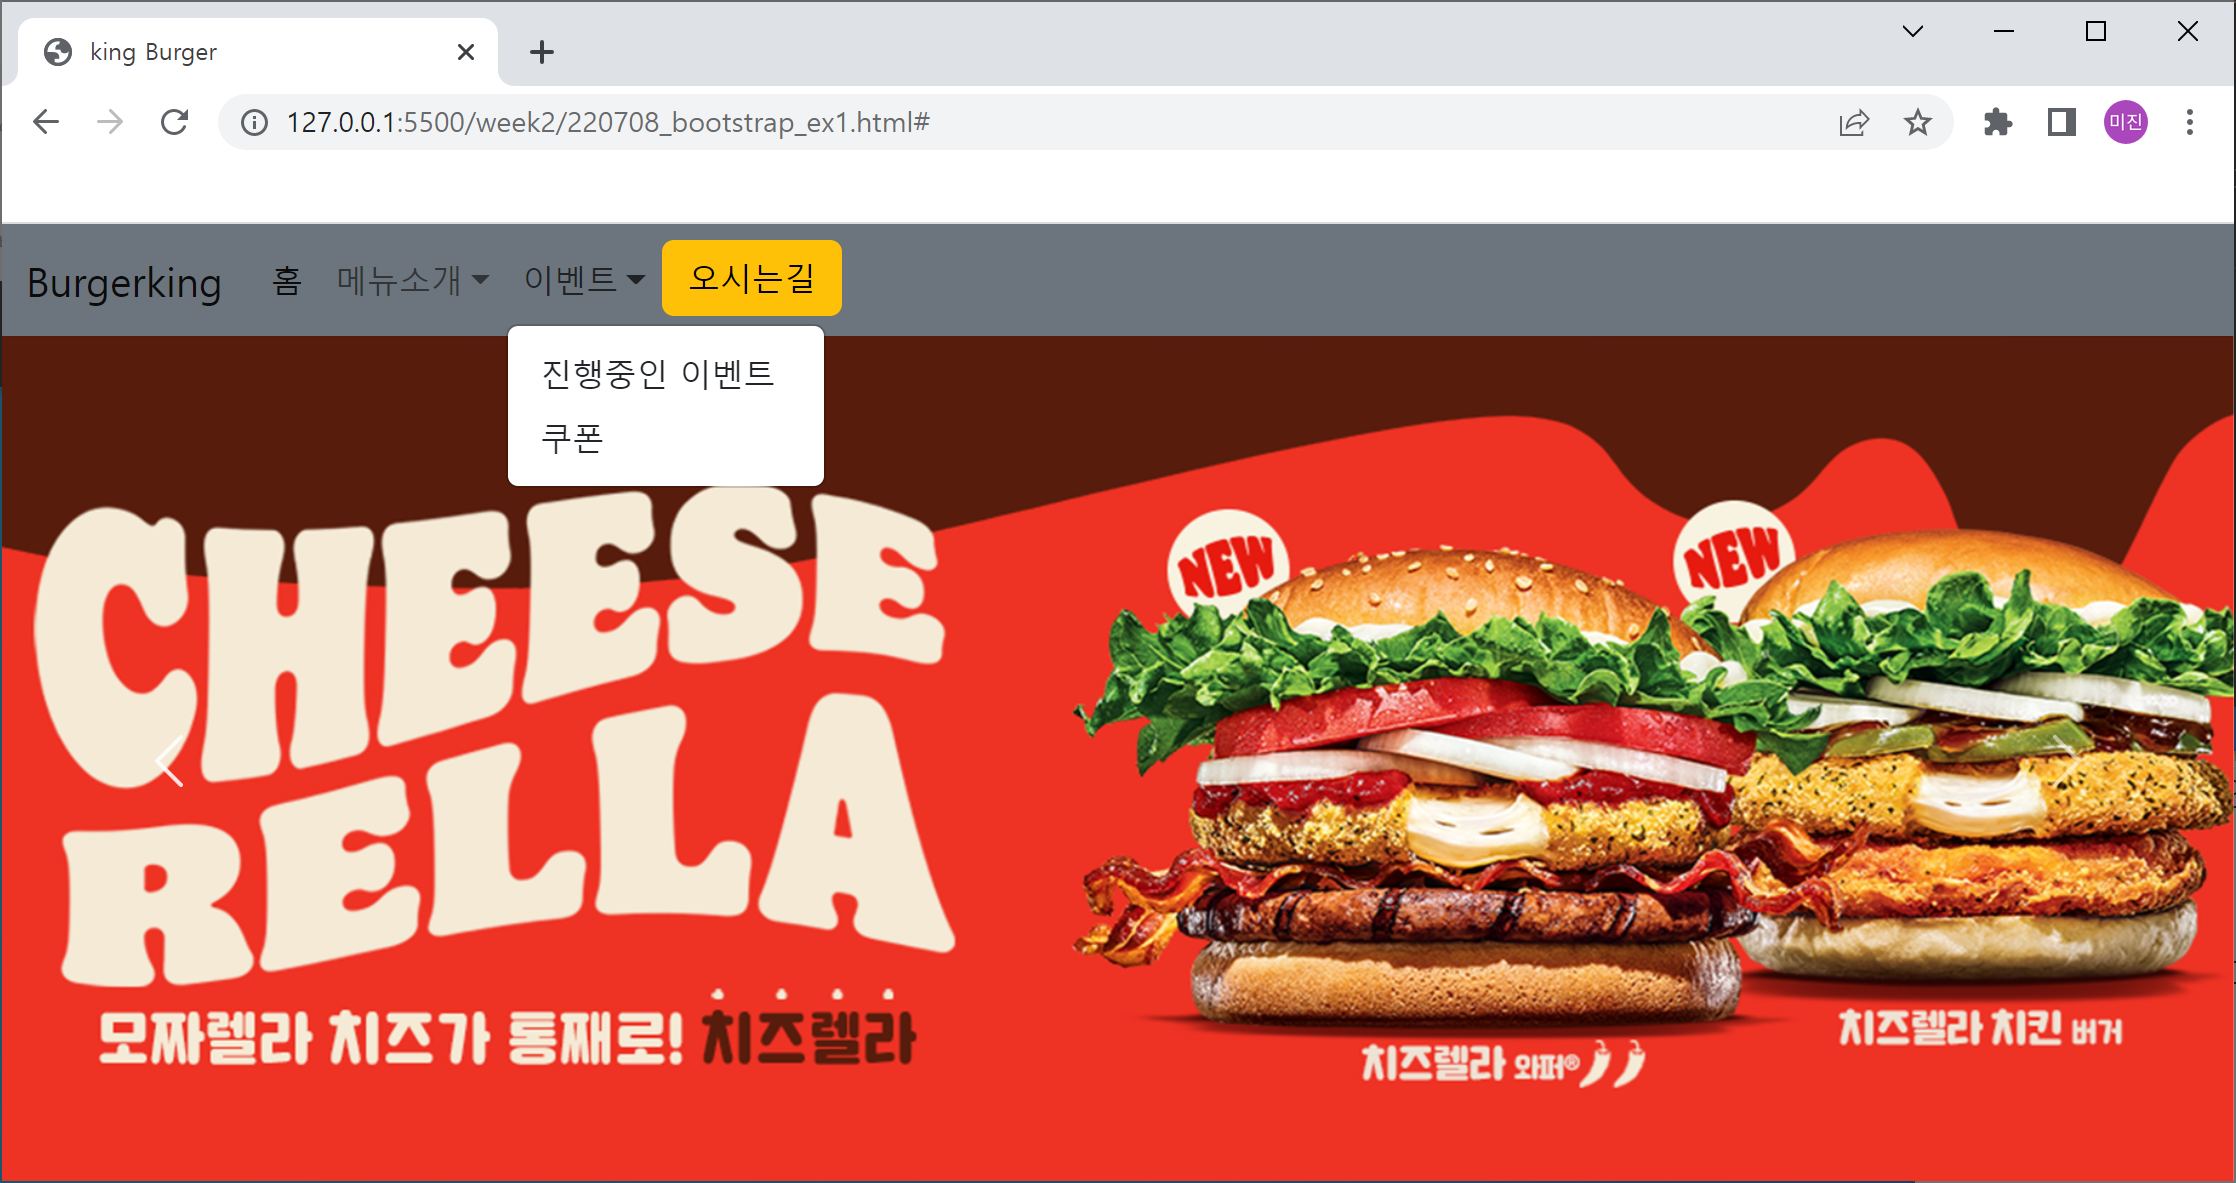 king Burger
127.0.0.1:5500/week2/220708_bootstrap_ex1.html#
미진
Burgerking 홈 메뉴소개 이벤트 오시는길
진행중인 이벤트
쿠폰
CHEESE
RELLA
모짜렐라 치즈가 통째로! 치즈렐라
NEW
NEW
치즈렐라 와퍼®
치즈렐라 치킨 버거